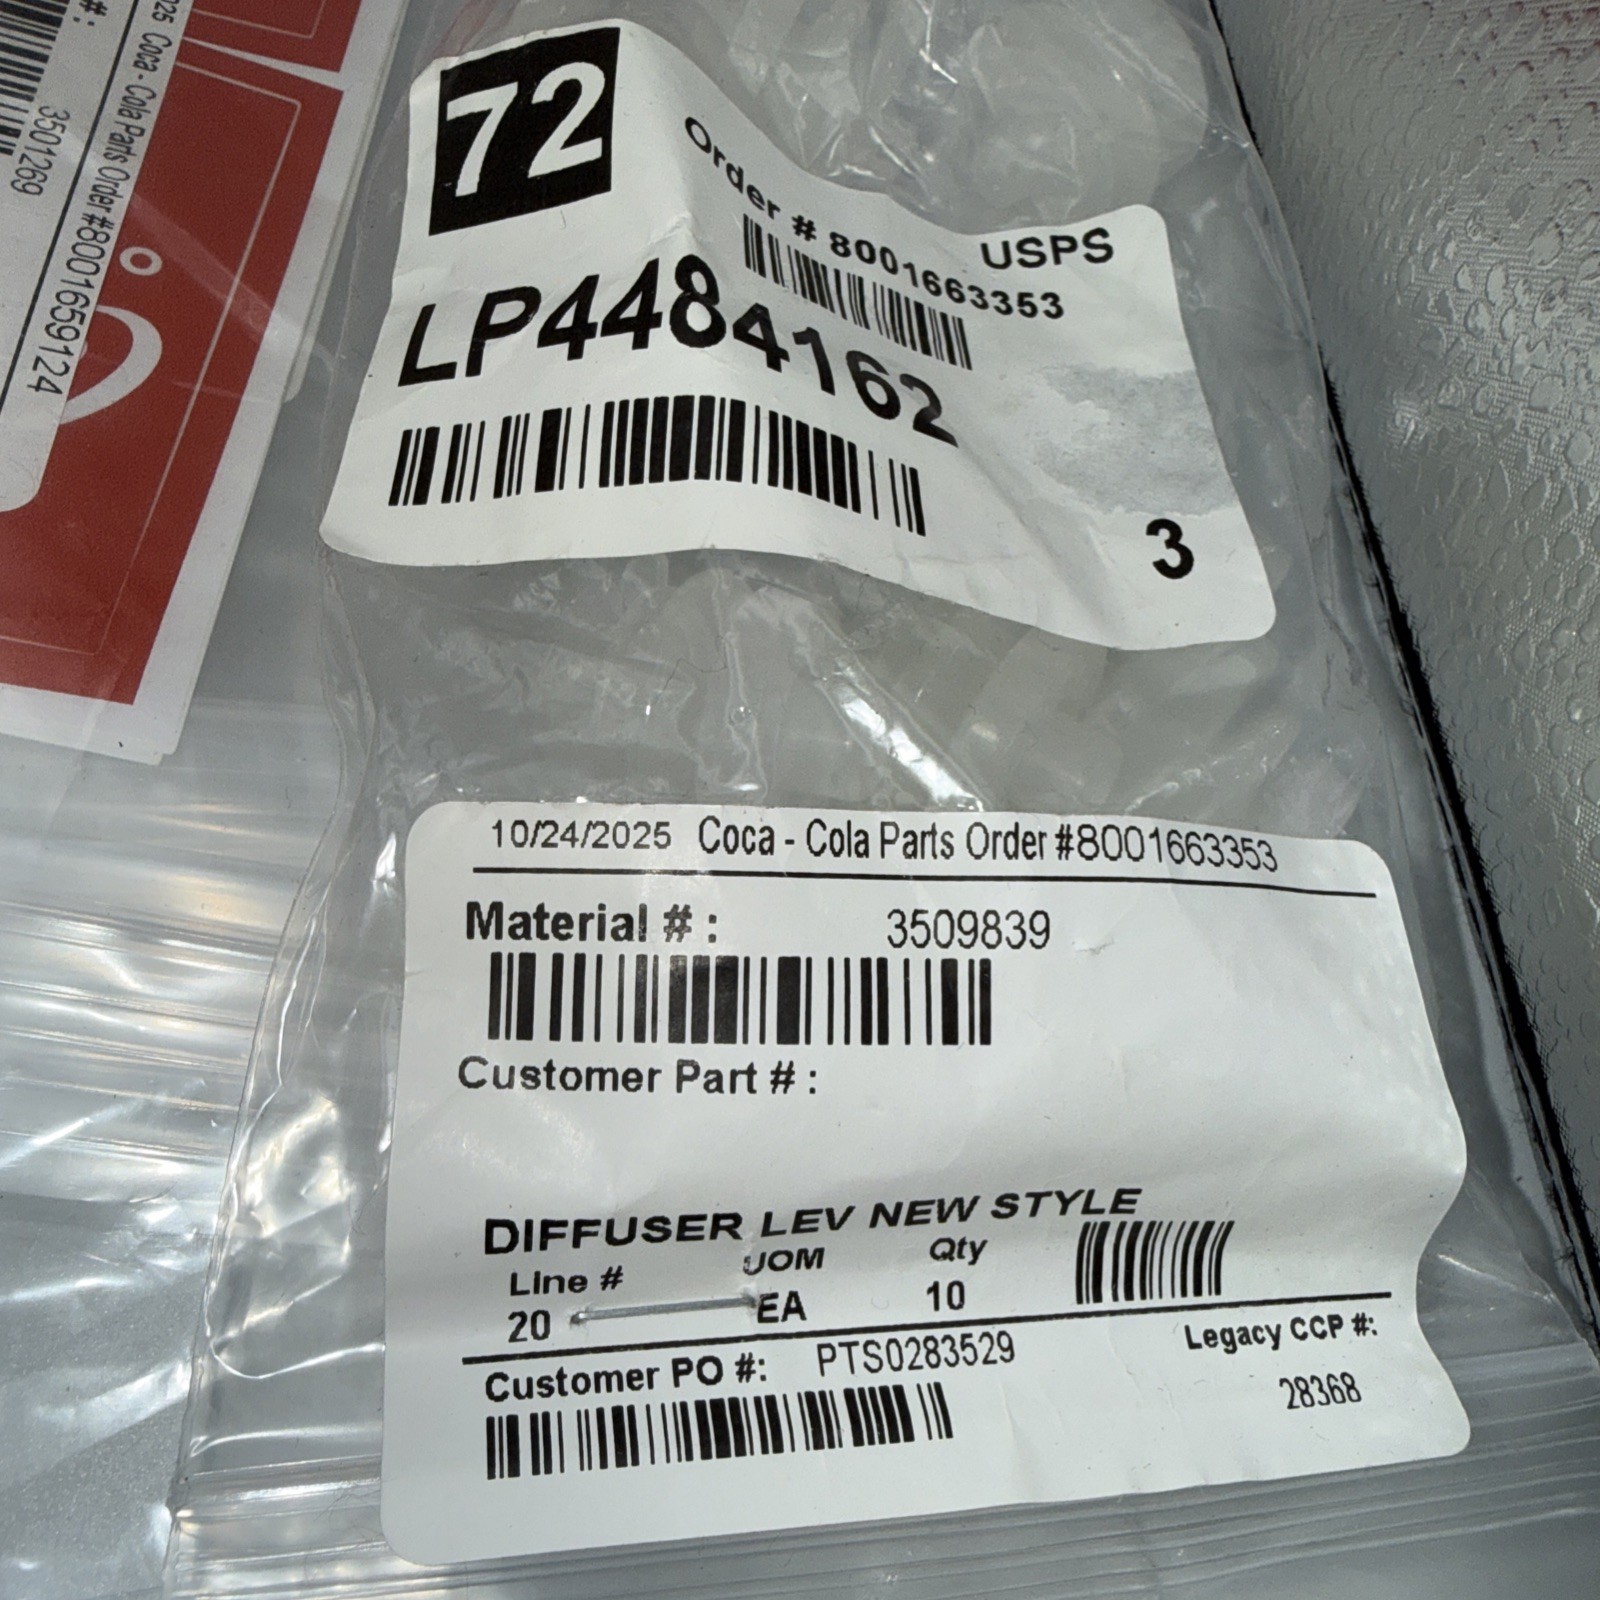 #:
3501269
025 Coca - Cola Parts Order #8001659124
72
Order # 8001663353
USPS
LP4484162
3
10/24/2025 Coca - Cola Parts Order #8001663353
Material # : 3509839
Customer Part # :
DIFFUSER LEV NEW STYLE
Line # UOM Qty
20 EA 10
Customer PO #: PTS0283529 Legacy CCP #:
28368